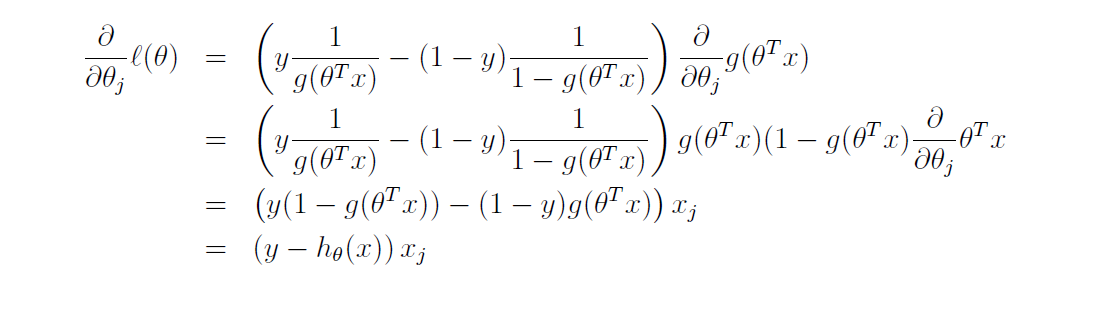 ∂/∂θ_j ℓ(θ) = (y 1/g(θ^T x) − (1 − y) 1/(1 − g(θ^T x))) ∂/∂θ_j g(θ^T x)
= (y 1/g(θ^T x) − (1 − y) 1/(1 − g(θ^T x))) g(θ^T x)(1 − g(θ^T x) ∂/∂θ_j θ^T x
= (y(1 − g(θ^T x)) − (1 − y)g(θ^T x)) x_j
= (y − h_θ(x)) x_j